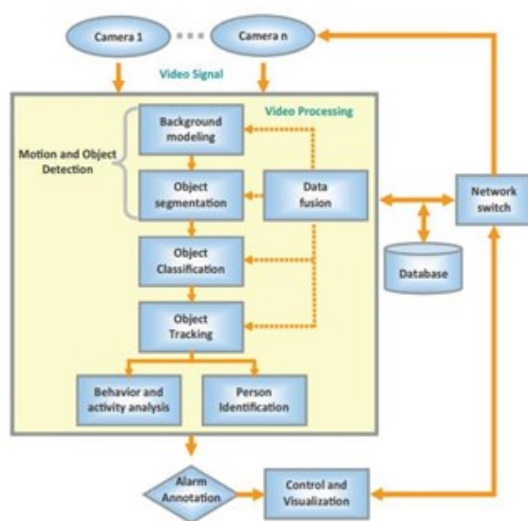 Camera 1
Camera n
Video Signal
Video Processing
Background
modeling
Motion and Object
Detection
Object
segmentation
Data
fusion
Network
switch
Object
Classification
Database
Object
Tracking
Behavior and
activity analysis
Person
Identification
Alarm
Annotation
Control and
Visualization